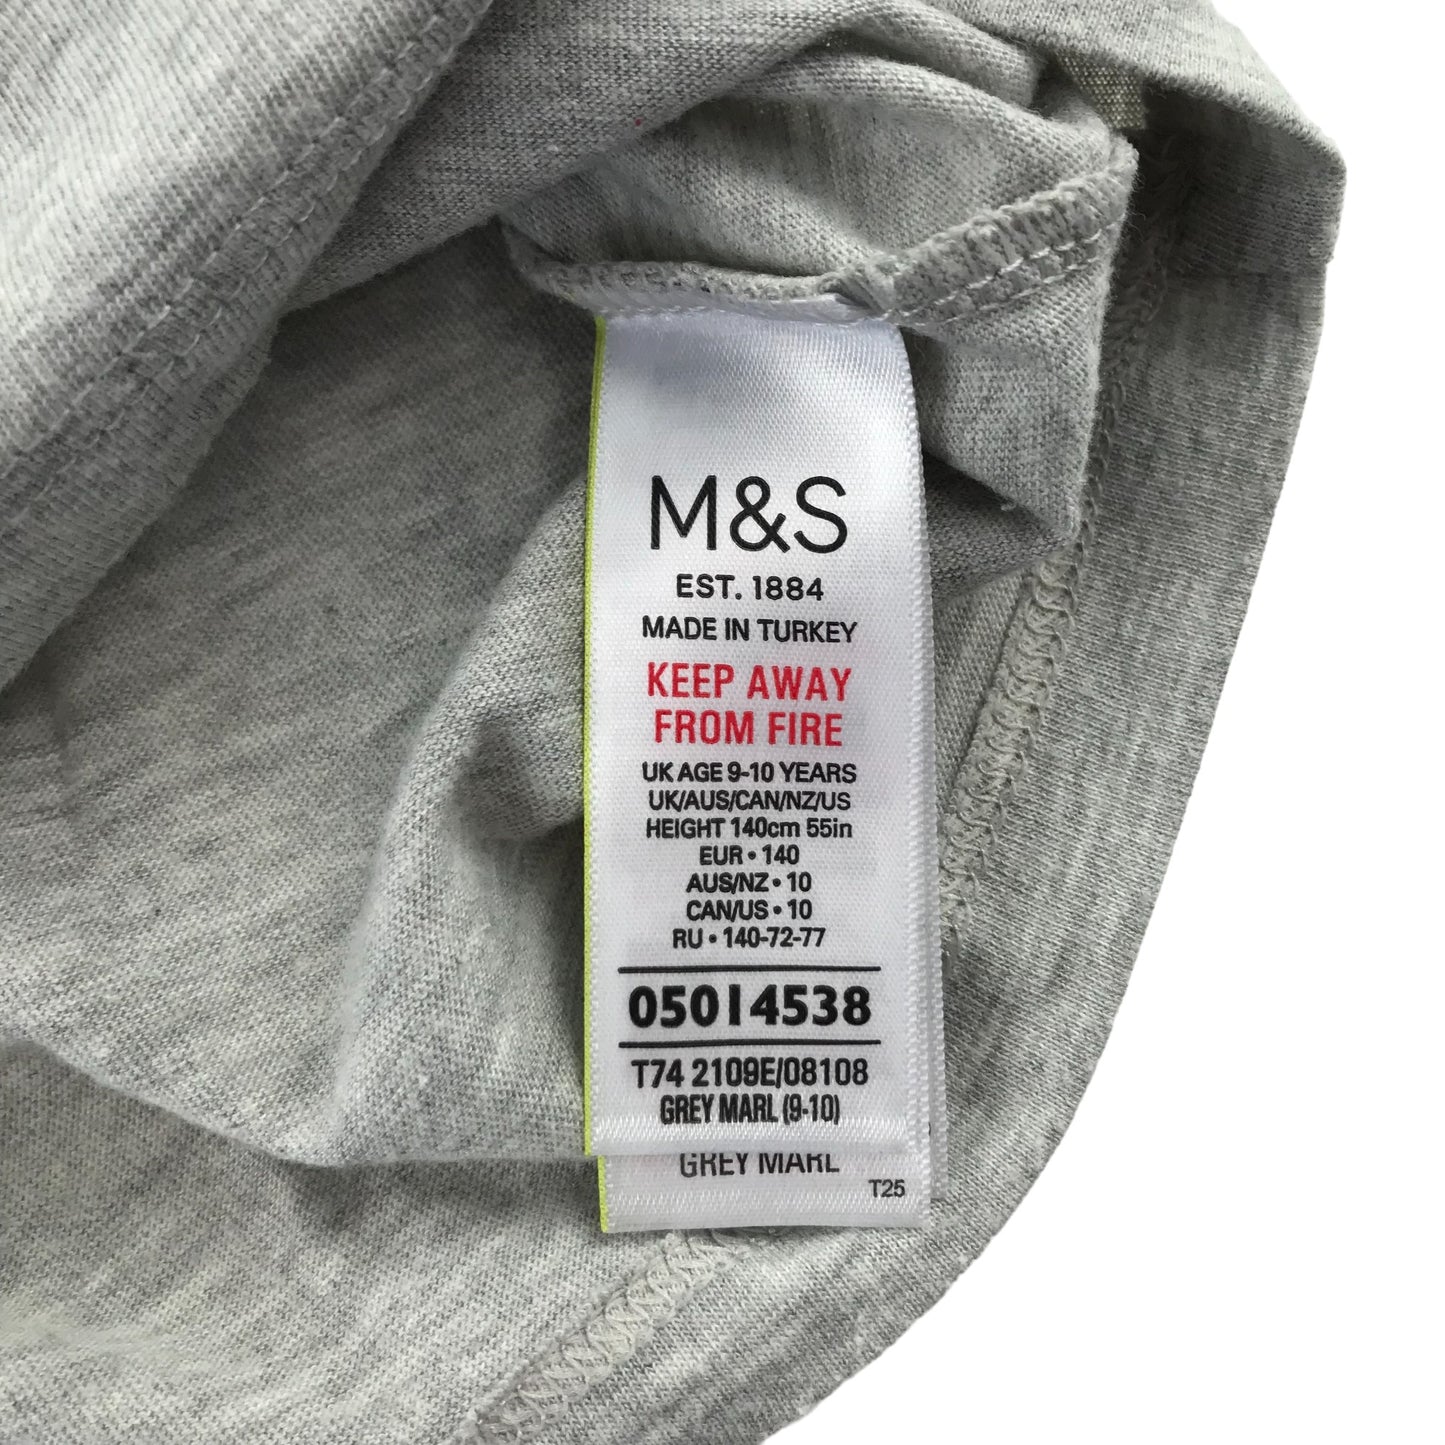 M&S
EST. 1884
MADE IN TURKEY
KEEP AWAY
FROM FIRE
UK AGE 9-10 YEARS
UK/AUS/CAN/NZ/US
HEIGHT 140cm 55in
EUR • 140
AUS/NZ • 10
CAN/US • 10
RU • 140-72-77
05014538
T74 2109E/08108
GREY MARL (9-10)
GREY MARL
T25